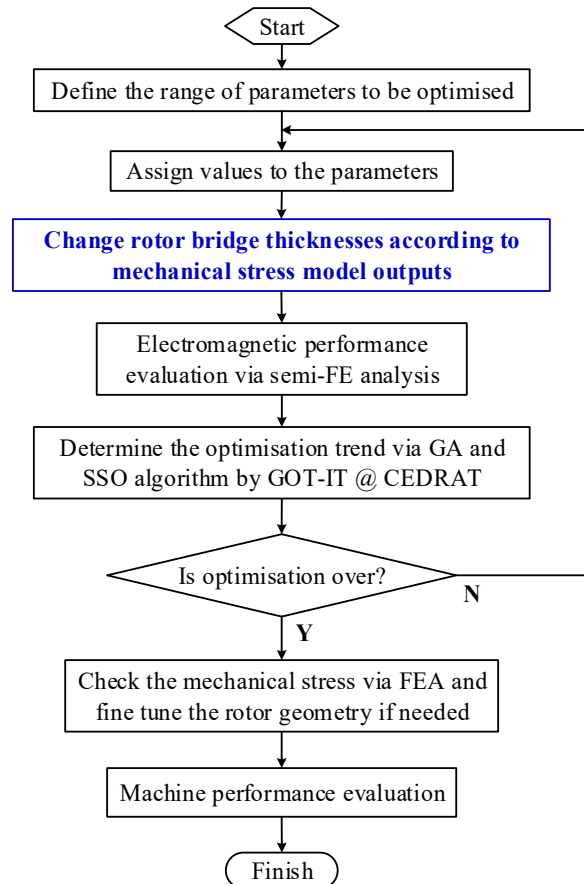 Start
Define the range of parameters to be optimised
Assign values to the parameters
Change rotor bridge thicknesses according to
mechanical stress model outputs
Electromagnetic performance
evaluation via semi-FE analysis
Determine the optimisation trend via GA and
SSO algorithm by GOT-IT @ CEDRAT
Is optimisation over?
N
Y
Check the mechanical stress via FEA and
fine tune the rotor geometry if needed
Machine performance evaluation
Finish